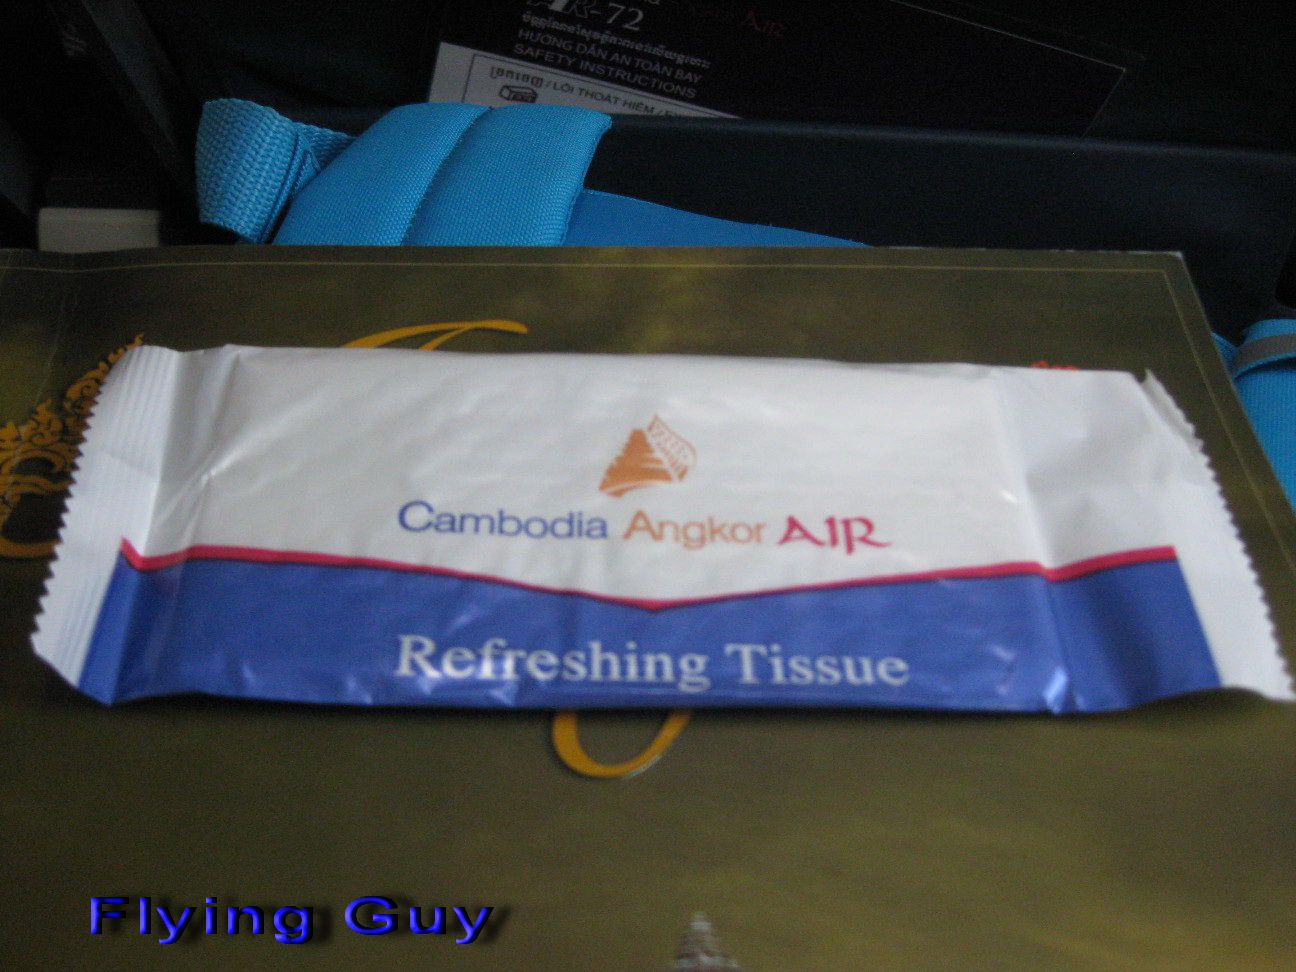 ATR-72
HƯỚNG DẪN AN TOÀN BAY
SAFETY INSTRUCTIONS
/ LỐI THOÁT HIỂM /
Cambodia Angkor AIR
Refreshing Tissue
Flying Guy